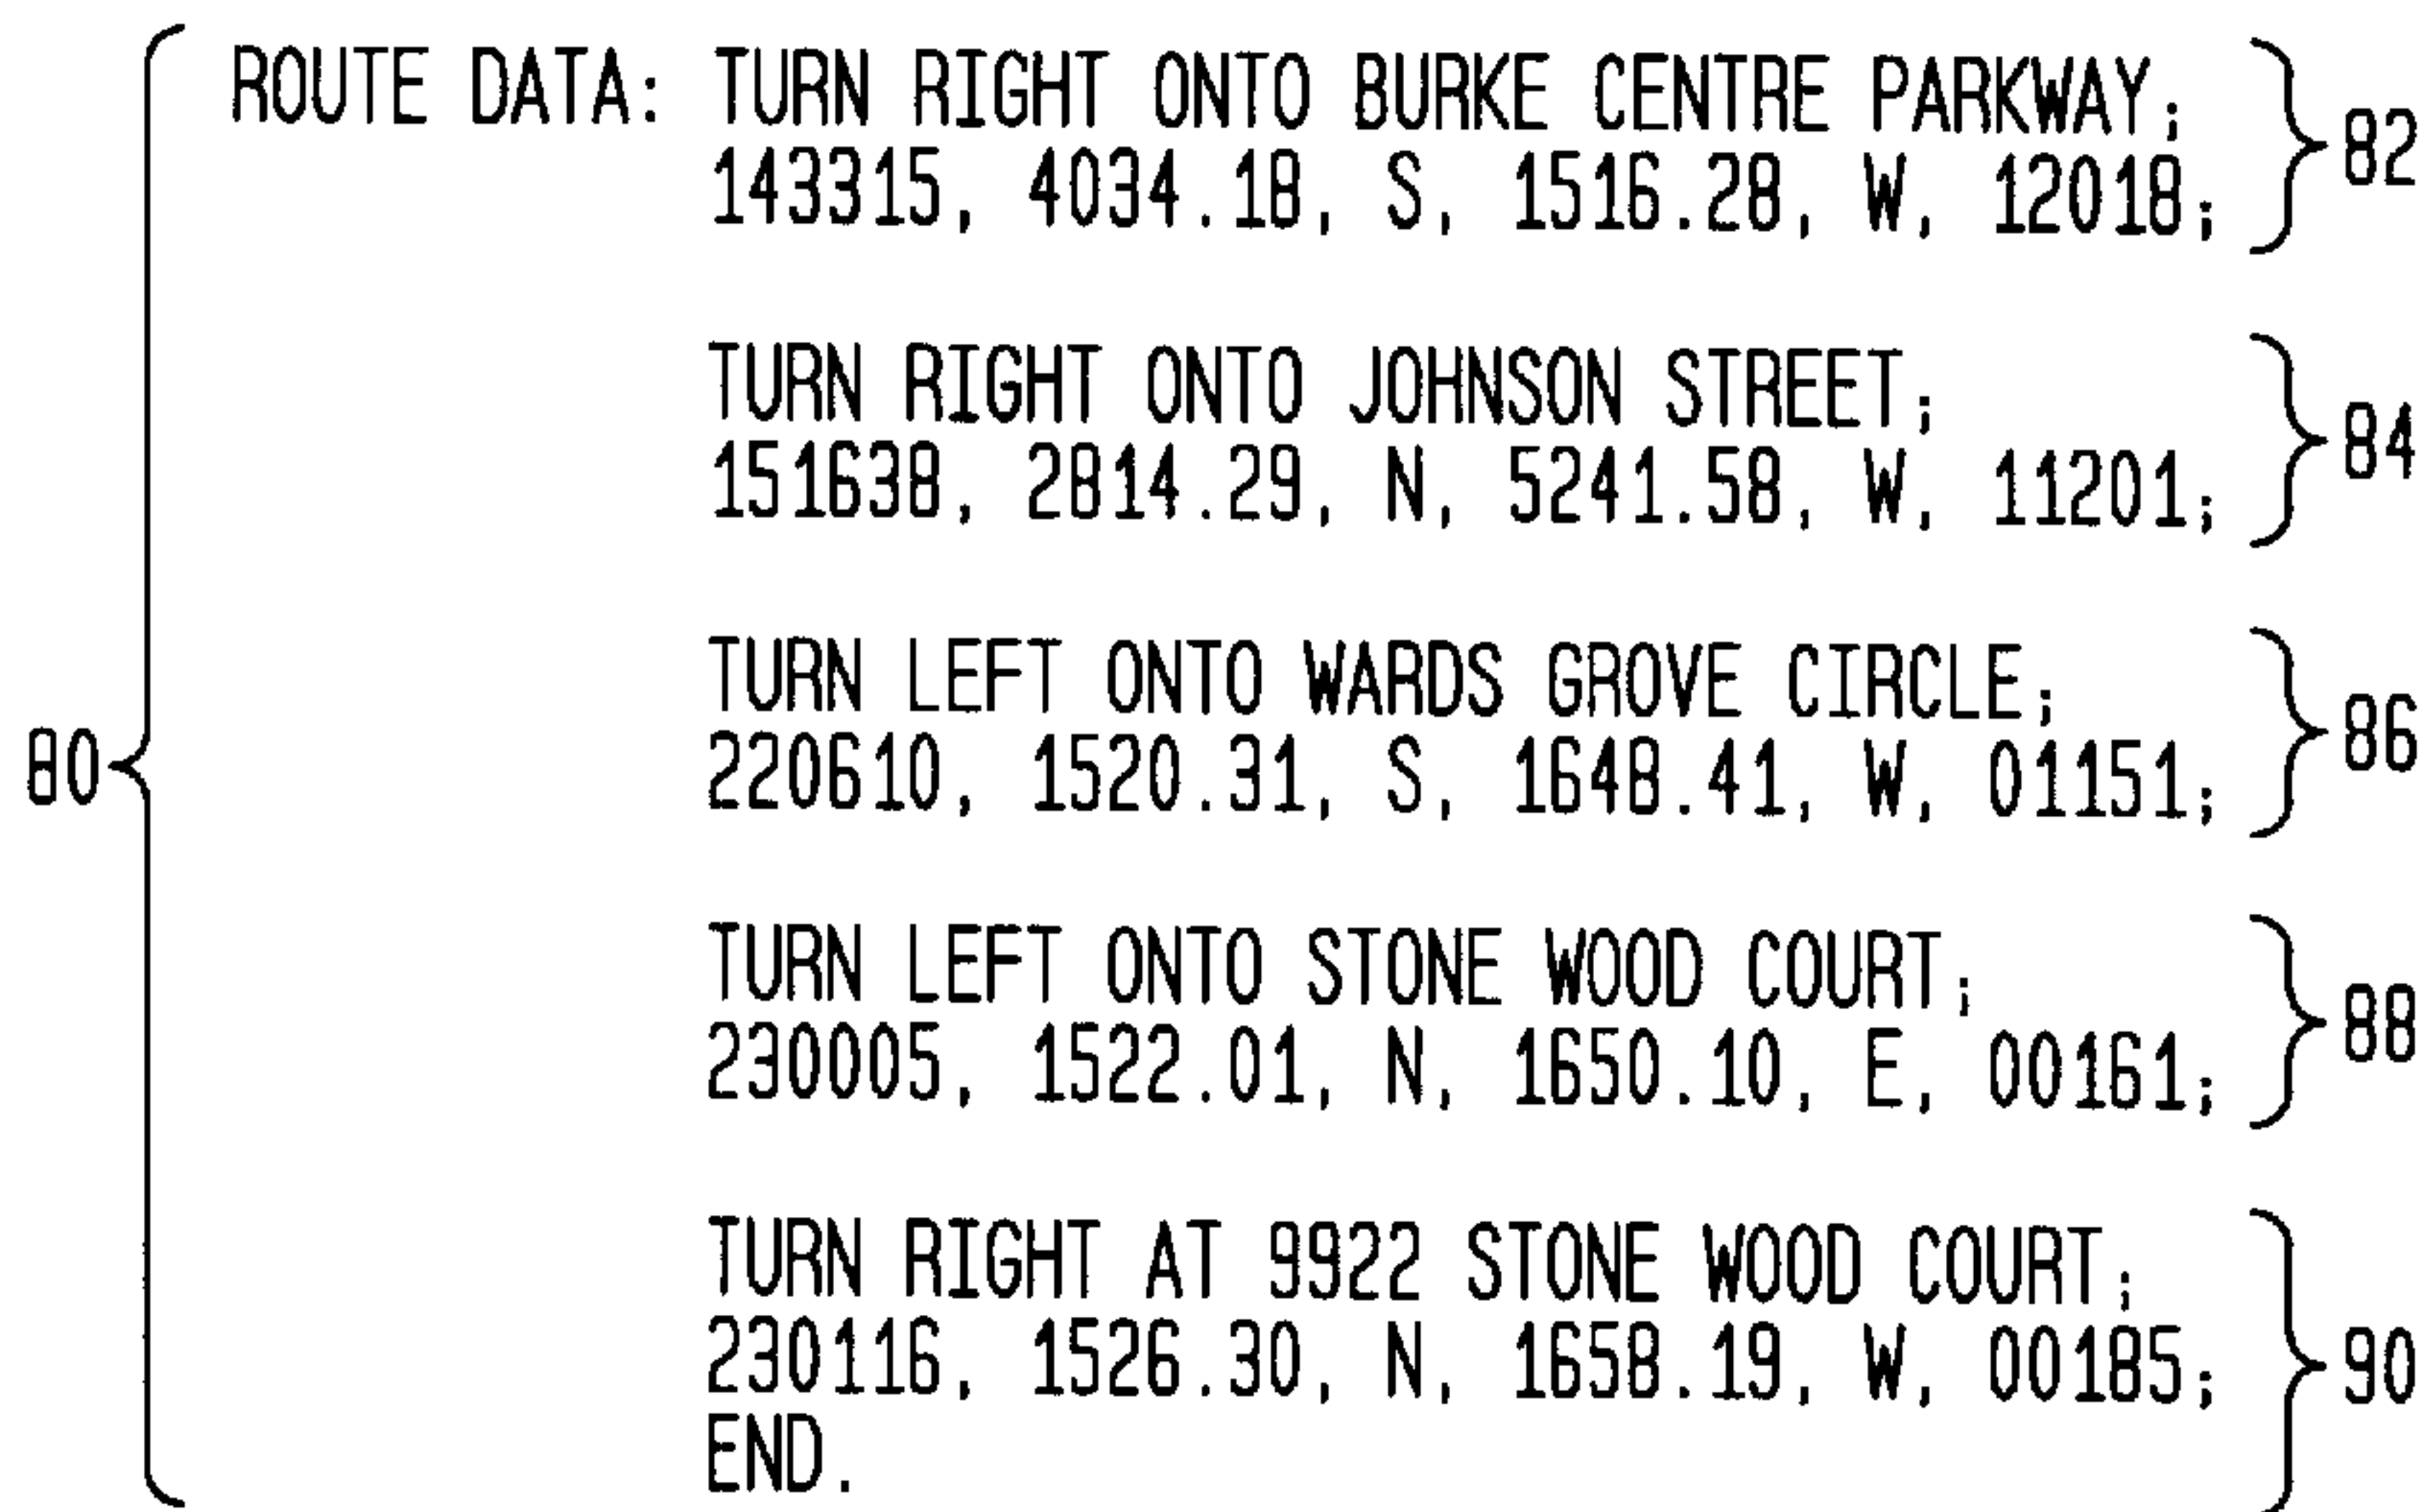 ROUTE DATA: TURN RIGHT ONTO BURKE CENTRE PARKWAY;
143315, 4034.18, S, 1516.28, W, 12018;
82
TURN RIGHT ONTO JOHNSON STREET;
151638, 2814.29, N, 5241.58, W, 11201;
84
TURN LEFT ONTO WARDS GROVE CIRCLE;
220610, 1520.31, S, 1648.41, W, 01151;
86
80
TURN LEFT ONTO STONE WOOD COURT;
230005, 1522.01, N, 1650.10, E, 00161;
88
TURN RIGHT AT 9922 STONE WOOD COURT;
230116, 1526.30, N, 1658.19, W, 00185;
90
END.